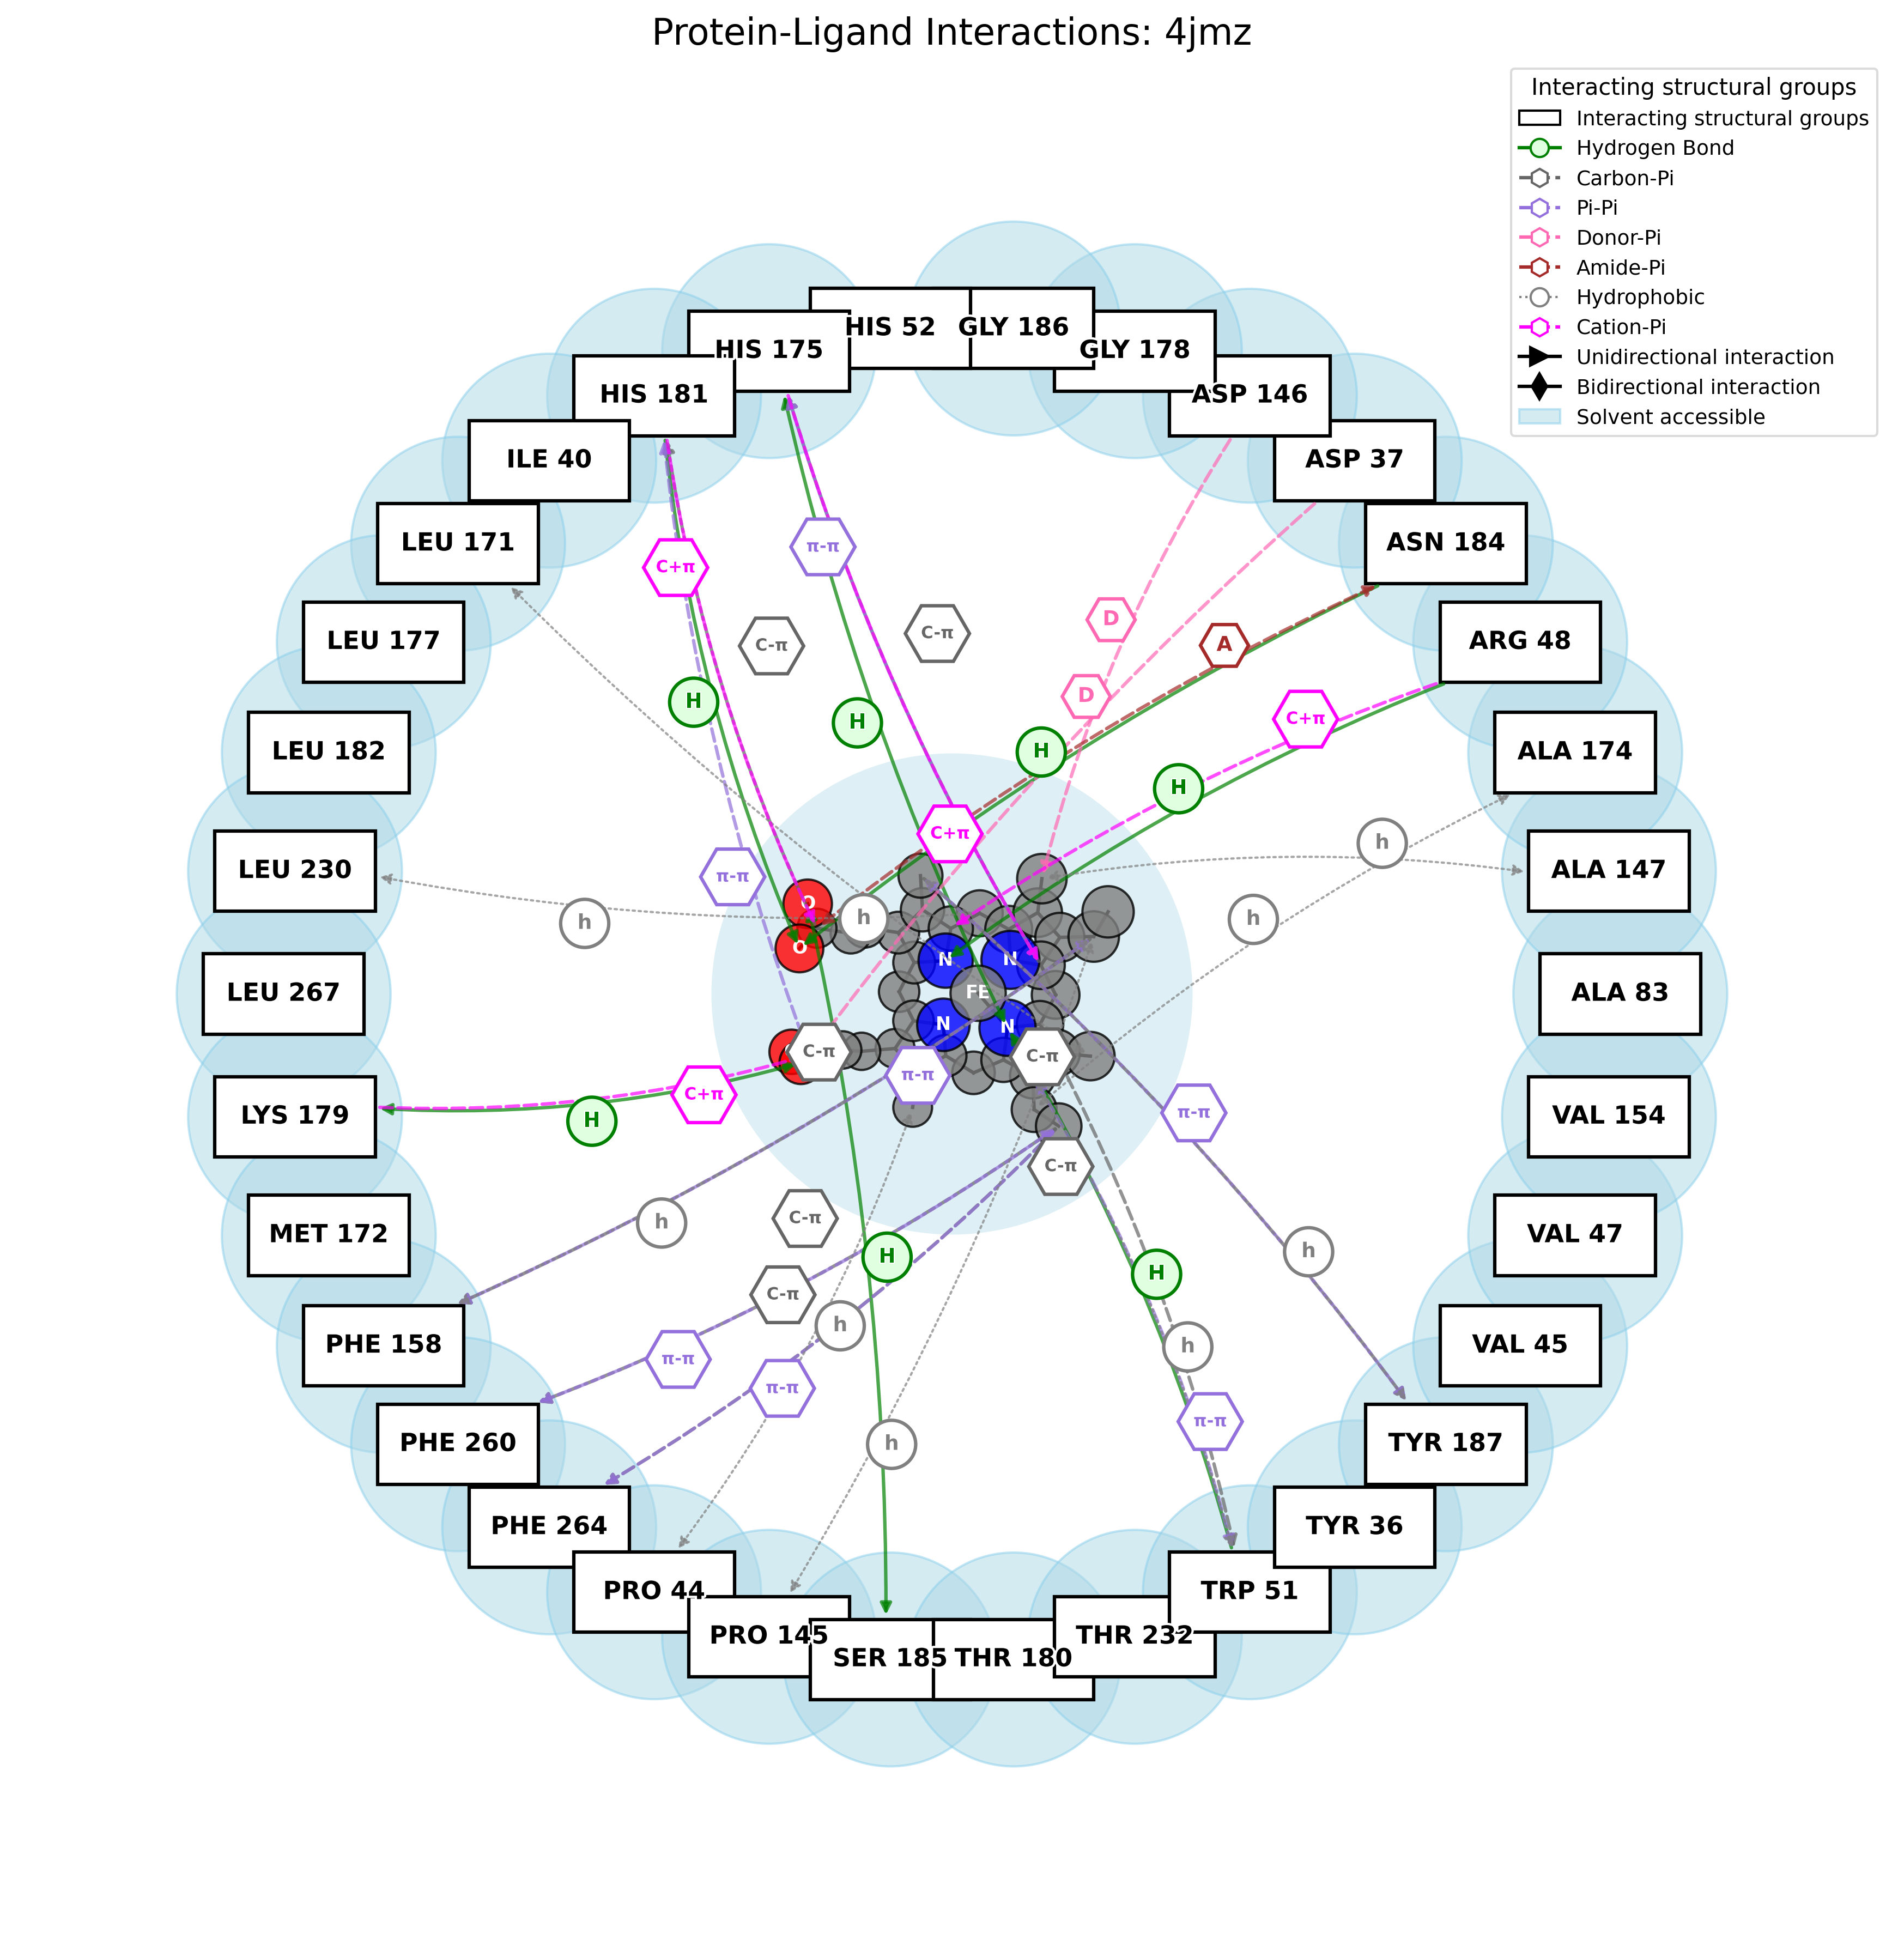 Protein-Ligand Interactions: 4jmz
Interacting structural groups
Interacting structural groups
Hydrogen Bond
Carbon-Pi
Pi-Pi
Donor-Pi
Amide-Pi
Hydrophobic
Cation-Pi
Unidirectional interaction
Bidirectional interaction
Solvent accessible
HIS 52
GLY 186
HIS 175
GLY 178
HIS 181
ASP 146
ILE 40
ASP 37
LEU 171
ASN 184
LEU 177
ARG 48
LEU 182
ALA 174
LEU 230
ALA 147
LEU 267
ALA 83
LYS 179
VAL 154
MET 172
VAL 47
PHE 158
VAL 45
PHE 260
TYR 187
PHE 264
TYR 36
PRO 44
TRP 51
PRO 145
THR 232
SER 185
THR 180
π-π
C+π
D
C-π
C-π
A
D
H
C+π
H
H
H
C+π
h
π-π
O
h
h
h
O
N
N
FE
N
N
C-π
C-π
π-π
C+π
π-π
H
C-π
C-π
h
h
H
H
C-π
h
h
π-π
π-π
π-π
h